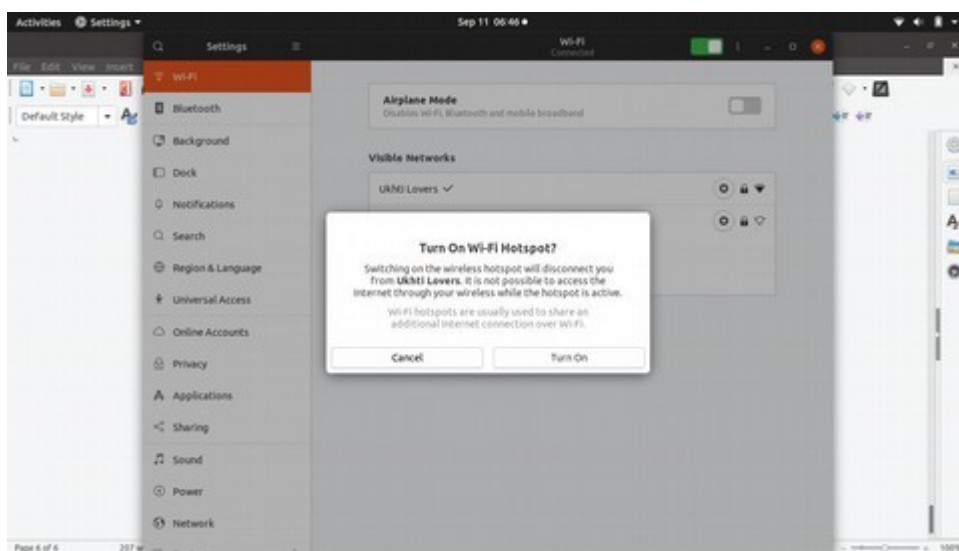 Activities Settings Sep 11 06:46
Settings Wi-Fi
Connected
File Edit View Insert
Wi-Fi
Default Style
Bluetooth
Background
Dock
Notifications
Search
Region & Language
Universal Access
Online Accounts
Privacy
Applications
Sharing
Sound
Power
Network
Airplane Mode
Disables Wi-Fi, Bluetooth and mobile broadband
Visible Networks
Ukhti Lovers
Turn On Wi-Fi Hotspot?
Switching on the wireless hotspot will disconnect you
from Ukhti Lovers. It is not possible to access the
internet through your wireless while the hotspot is active.
Wi-Fi hotspots are usually used to share an
additional Internet connection over Wi-Fi.
Cancel Turn On
Page 6 of 6 100%